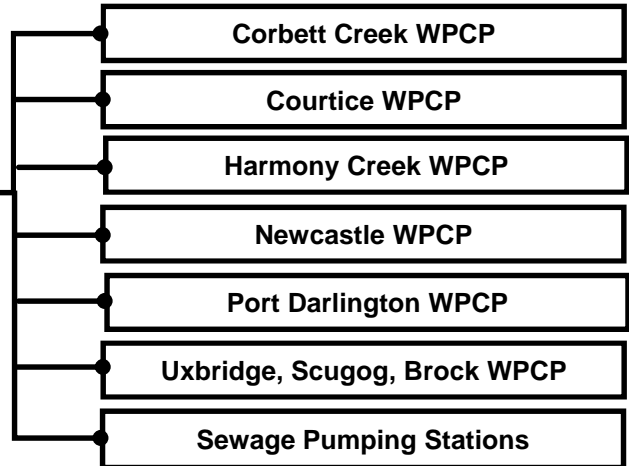 Corbett Creek WPCP
Courtice WPCP
Harmony Creek WPCP
Newcastle WPCP
Port Darlington WPCP
Uxbridge, Scugog, Brock WPCP
Sewage Pumping Stations